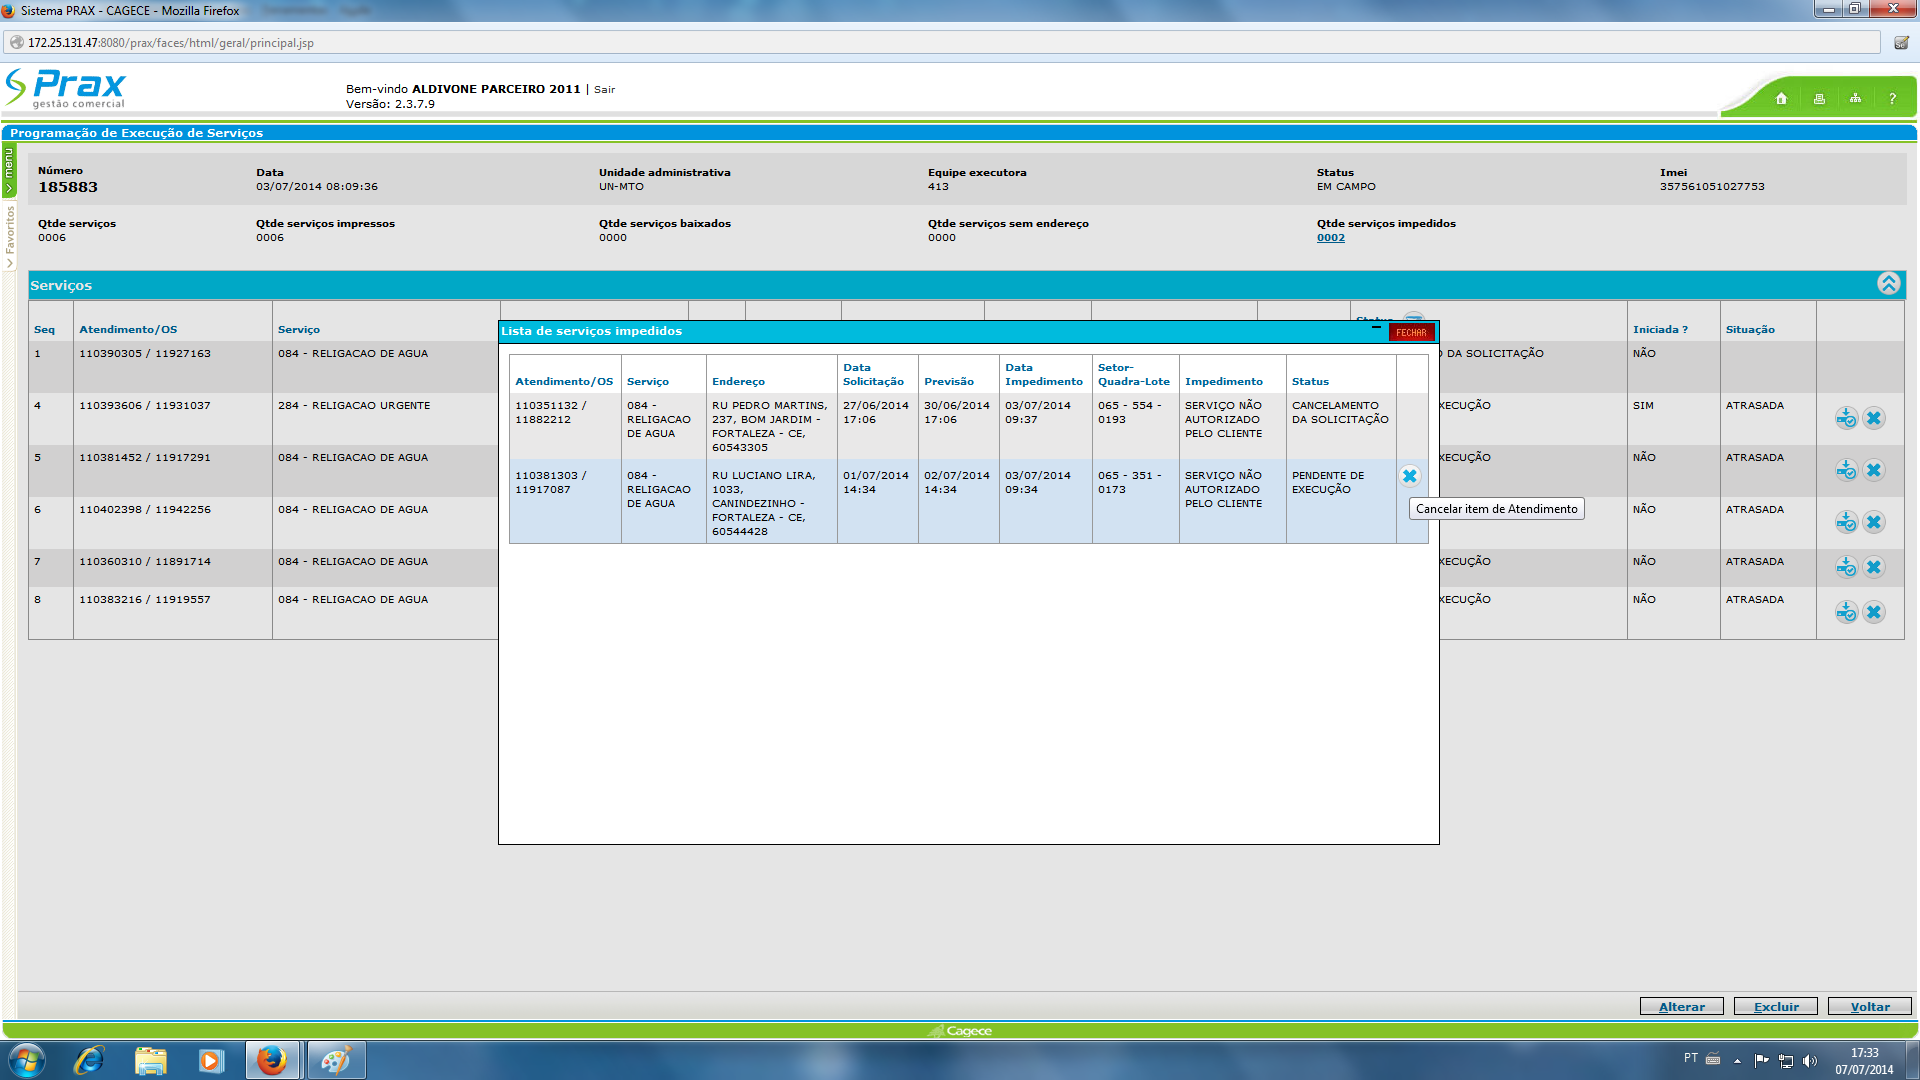 Sistema PRAX - CAGECE - Mozilla Firefox
172.25.131.47:8080/prax/faces/html/geral/principal.jsp
Prax
gestão comercial
Bem-vindo ALDIVONE PARCEIRO 2011 | Sair
Versão: 2.3.7.9
?
Programação de Execução de Serviços
menu
Favoritos
Número Data Unidade administrativa Equipe executora Status Imei
185883 03/07/2014 08:09:36 UN-MTO 413 EM CAMPO 357561051027753
Qtde serviços Qtde serviços impressos Qtde serviços baixados Qtde serviços sem endereço Qtde serviços impedidos
0006 0006 0000 0000 0002
Serviços
Seq Atendimento/OS Serviço Iniciada ? Situação
1 110390305 / 11927163 084 - RELIGACAO DE AGUA DA SOLICITAÇÃO NÃO
4 110393606 / 11931037 284 - RELIGACAO URGENTE XECUÇÃO SIM ATRASADA
5 110381452 / 11917291 084 - RELIGACAO DE AGUA XECUÇÃO NÃO ATRASADA
6 110402398 / 11942256 084 - RELIGACAO DE AGUA NÃO ATRASADA
7 110360310 / 11891714 084 - RELIGACAO DE AGUA XECUÇÃO NÃO ATRASADA
8 110383216 / 11919557 084 - RELIGACAO DE AGUA XECUÇÃO NÃO ATRASADA
Lista de serviços impedidos FECHAR
Data Data Setor-
Atendimento/OS Serviço Endereço Solicitação Previsão Impedimento Quadra-Lote Impedimento Status
110351132 / 084 - RU PEDRO MARTINS, 27/06/2014 30/06/2014 03/07/2014 065 - 554 - SERVIÇO NÃO CANCELAMENTO
11882212 RELIGACAO 237, BOM JARDIM - 17:06 17:06 09:37 0193 AUTORIZADO DA SOLICITAÇÃO
DE AGUA FORTALEZA - CE, PELO CLIENTE
60543305
110381303 / 084 - RU LUCIANO LIRA, 01/07/2014 02/07/2014 03/07/2014 065 - 351 - SERVIÇO NÃO PENDENTE DE
11917087 RELIGACAO 1033, 14:34 14:34 09:34 0173 AUTORIZADO EXECUÇÃO
DE AGUA CANINDEZINHO - PELO CLIENTE
FORTALEZA - CE,
60544428
Cancelar item de Atendimento
Alterar Excluir Voltar
Cagece
PT
17:33
07/07/2014